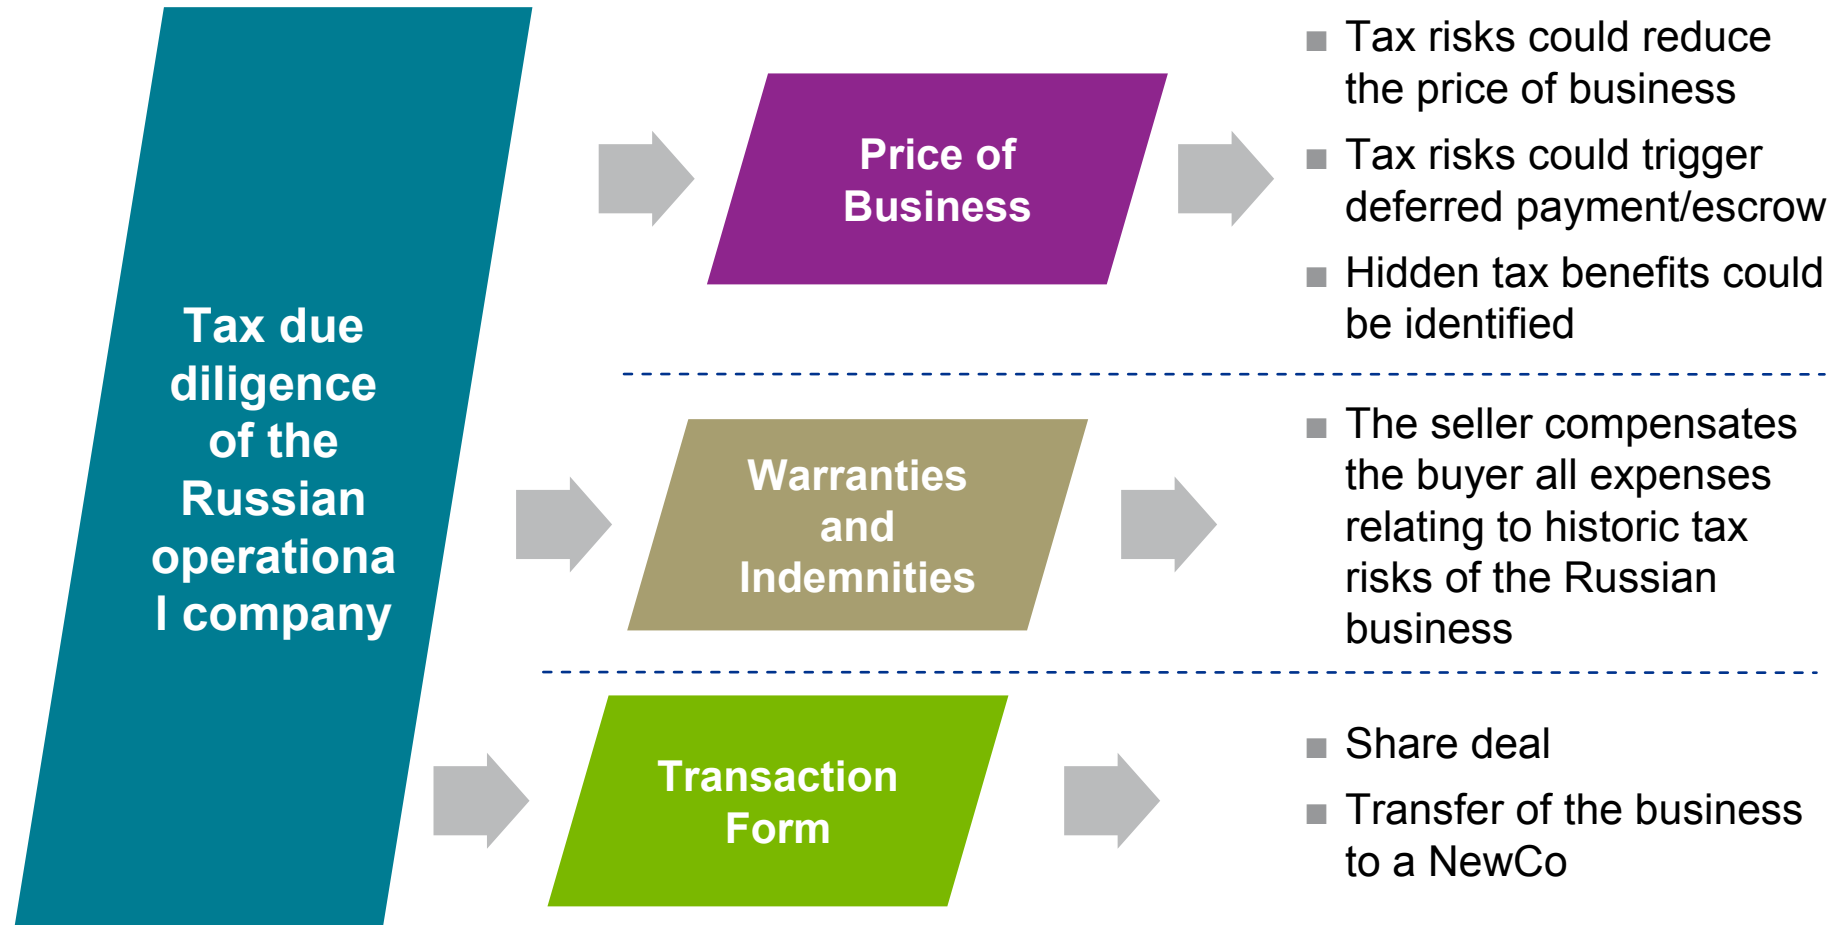 Tax due
diligence
of the
Russian
operationa
l company
Price of
Business
■ Tax risks could reduce
the price of business
■ Tax risks could trigger
deferred payment/escrow
■ Hidden tax benefits could
be identified
Warranties
and
Indemnities
■ The seller compensates
the buyer all expenses
relating to historic tax
risks of the Russian
business
Transaction
Form
■ Share deal
■ Transfer of the business
to a NewCo